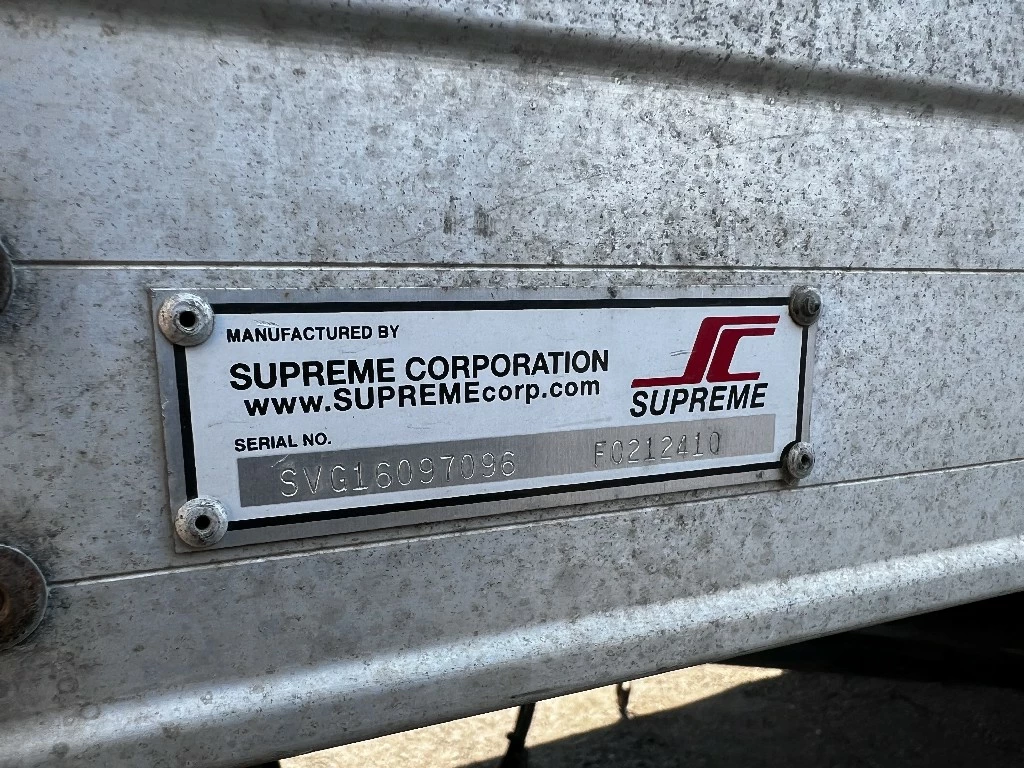 MANUFACTURED BY
SUPREME CORPORATION
www.SUPREMEcorp.com
SC
SUPREME
SERIAL NO.
SVG16097096 F0212410